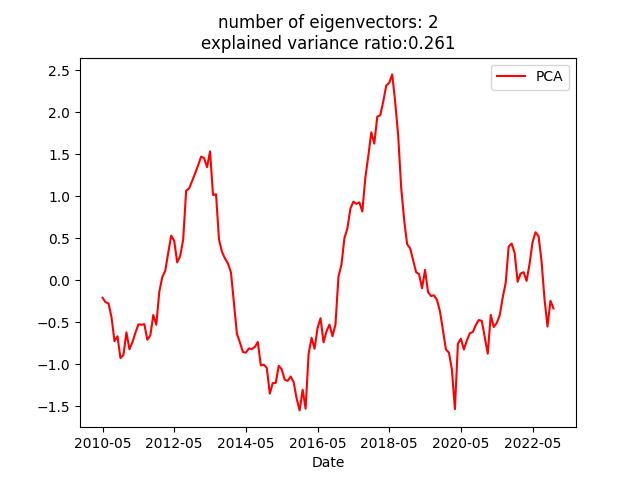 number of eigenvectors: 2
explained variance ratio:0.261
PCA
2.5
2.0
1.5
1.0
0.5
0.0
−0.5
−1.0
−1.5
2010-05 2012-05 2014-05 2016-05 2018-05 2020-05 2022-05
Date